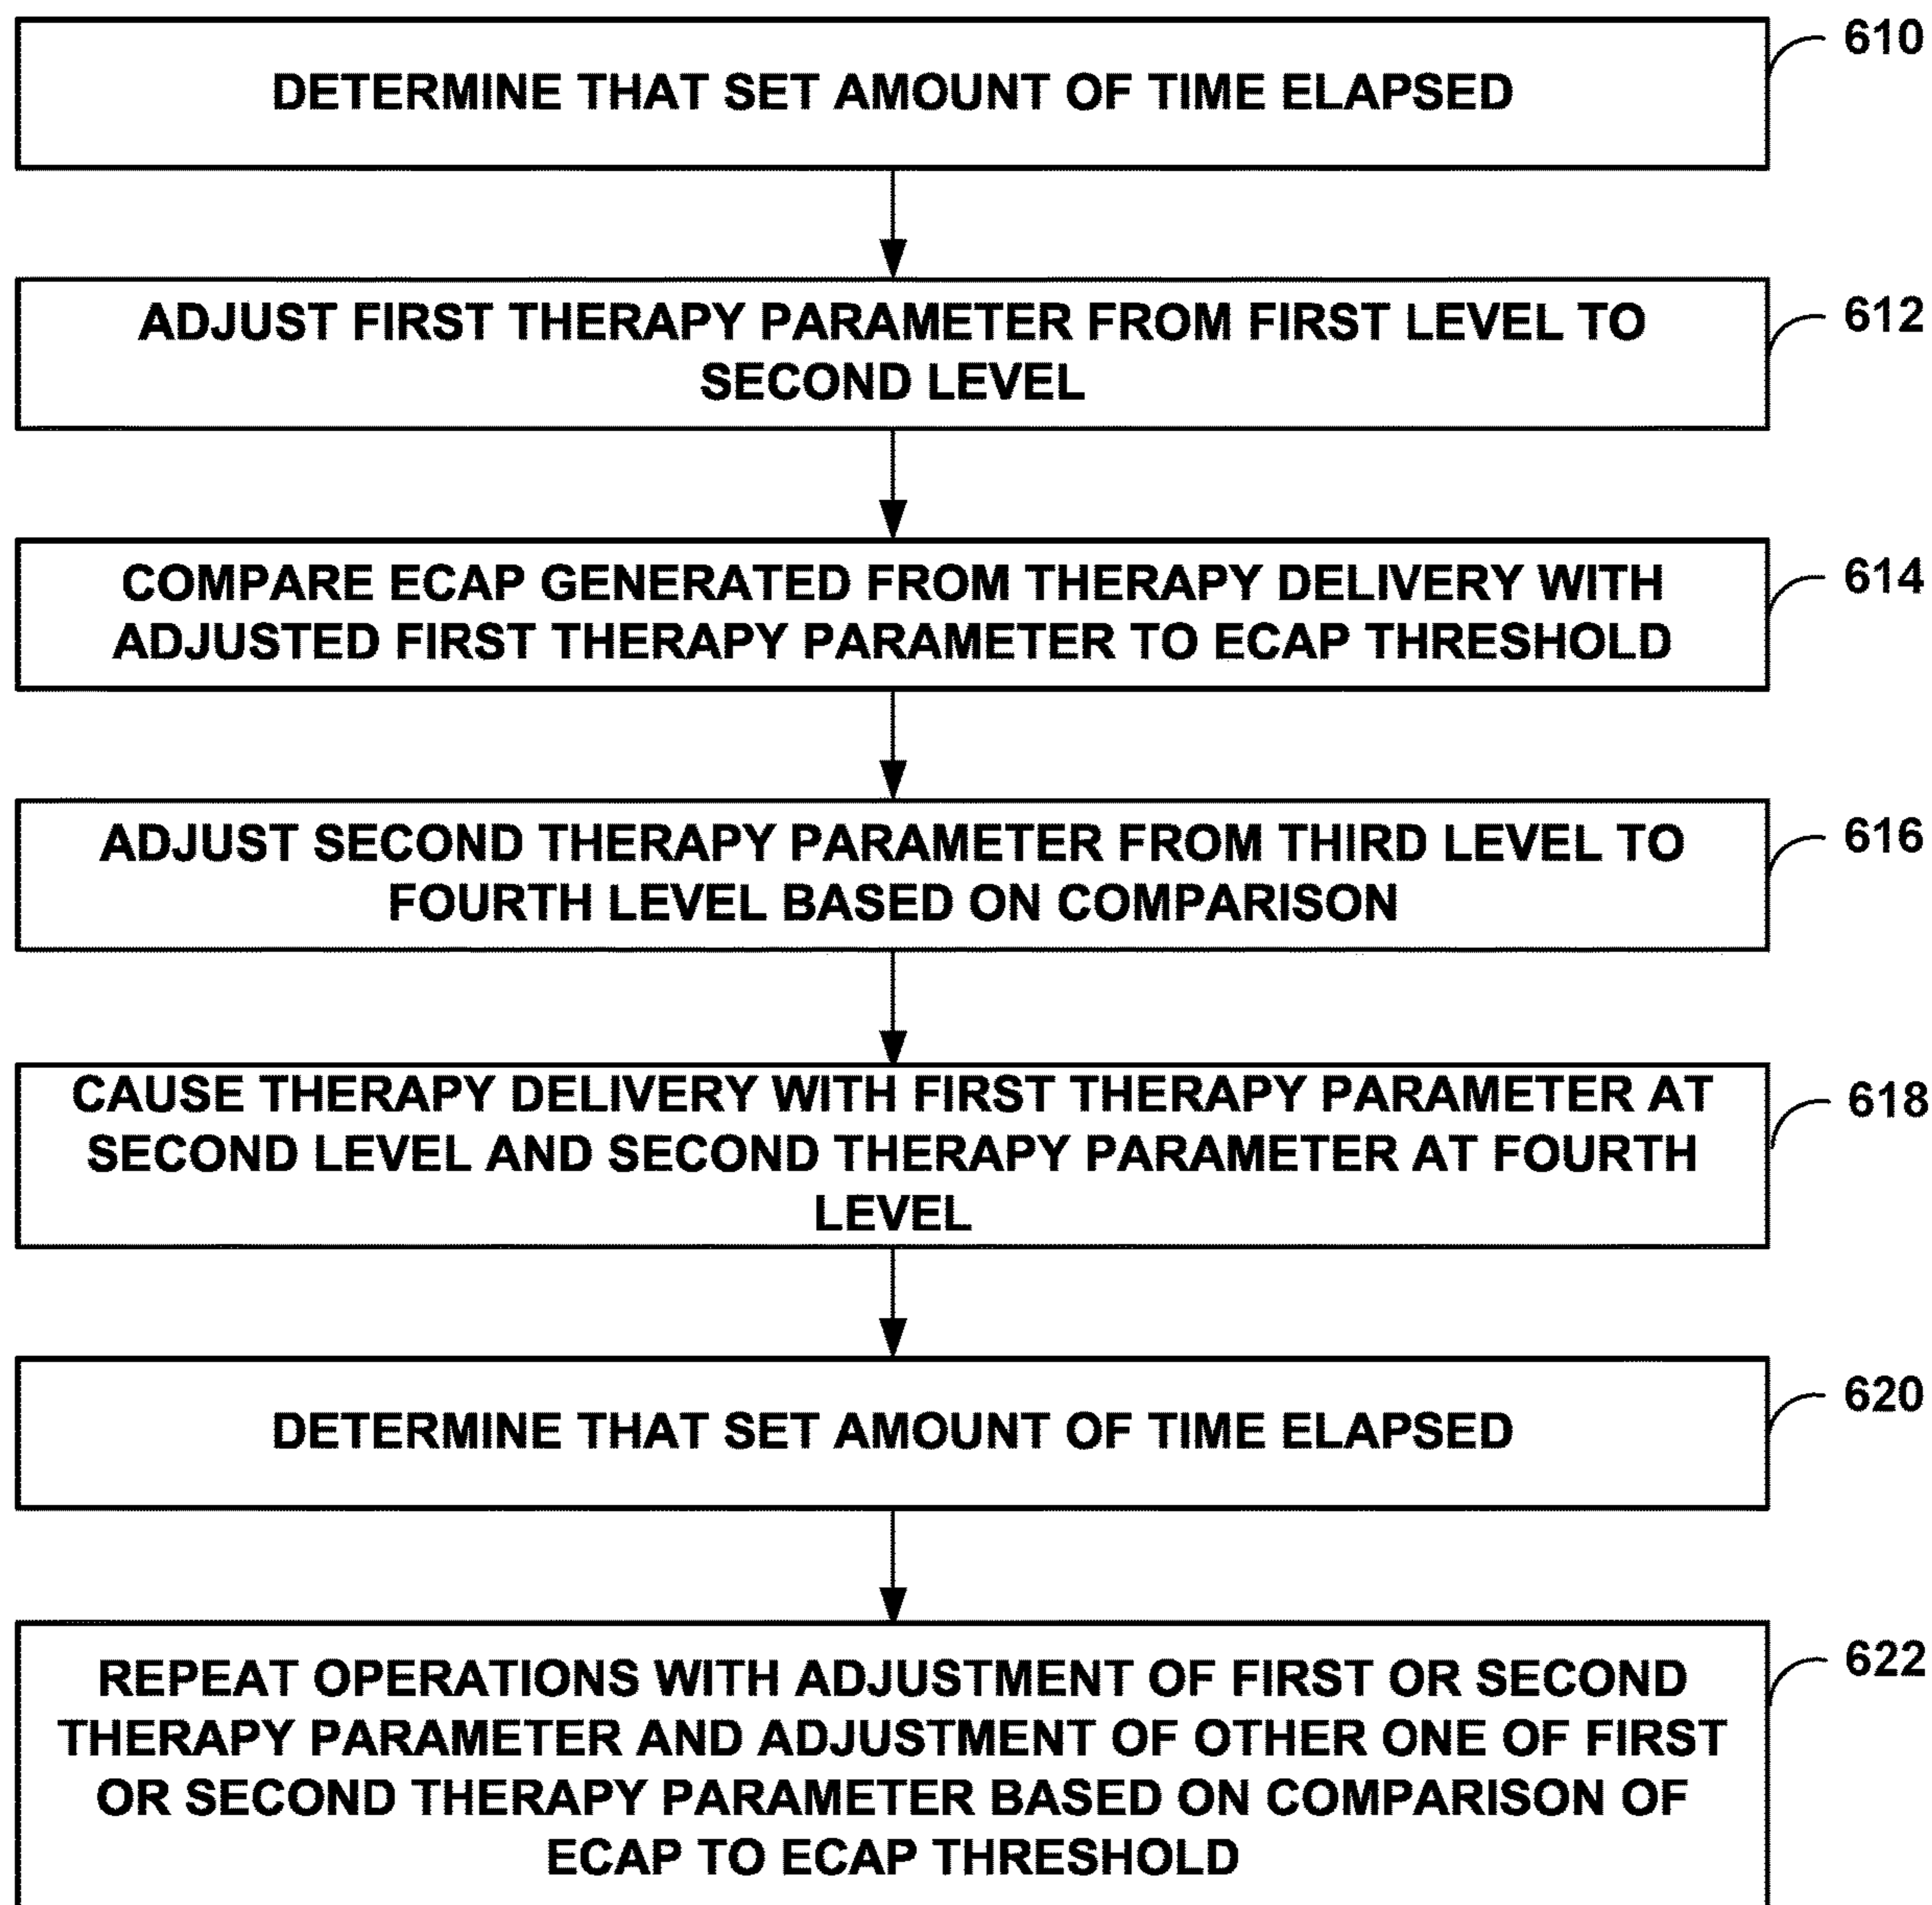 DETERMINE THAT SET AMOUNT OF TIME ELAPSED
610
ADJUST FIRST THERAPY PARAMETER FROM FIRST LEVEL TO
SECOND LEVEL
612
COMPARE ECAP GENERATED FROM THERAPY DELIVERY WITH
ADJUSTED FIRST THERAPY PARAMETER TO ECAP THRESHOLD
614
ADJUST SECOND THERAPY PARAMETER FROM THIRD LEVEL TO
FOURTH LEVEL BASED ON COMPARISON
616
CAUSE THERAPY DELIVERY WITH FIRST THERAPY PARAMETER AT
SECOND LEVEL AND SECOND THERAPY PARAMETER AT FOURTH
LEVEL
618
DETERMINE THAT SET AMOUNT OF TIME ELAPSED
620
REPEAT OPERATIONS WITH ADJUSTMENT OF FIRST OR SECOND
THERAPY PARAMETER AND ADJUSTMENT OF OTHER ONE OF FIRST
OR SECOND THERAPY PARAMETER BASED ON COMPARISON OF
ECAP TO ECAP THRESHOLD
622